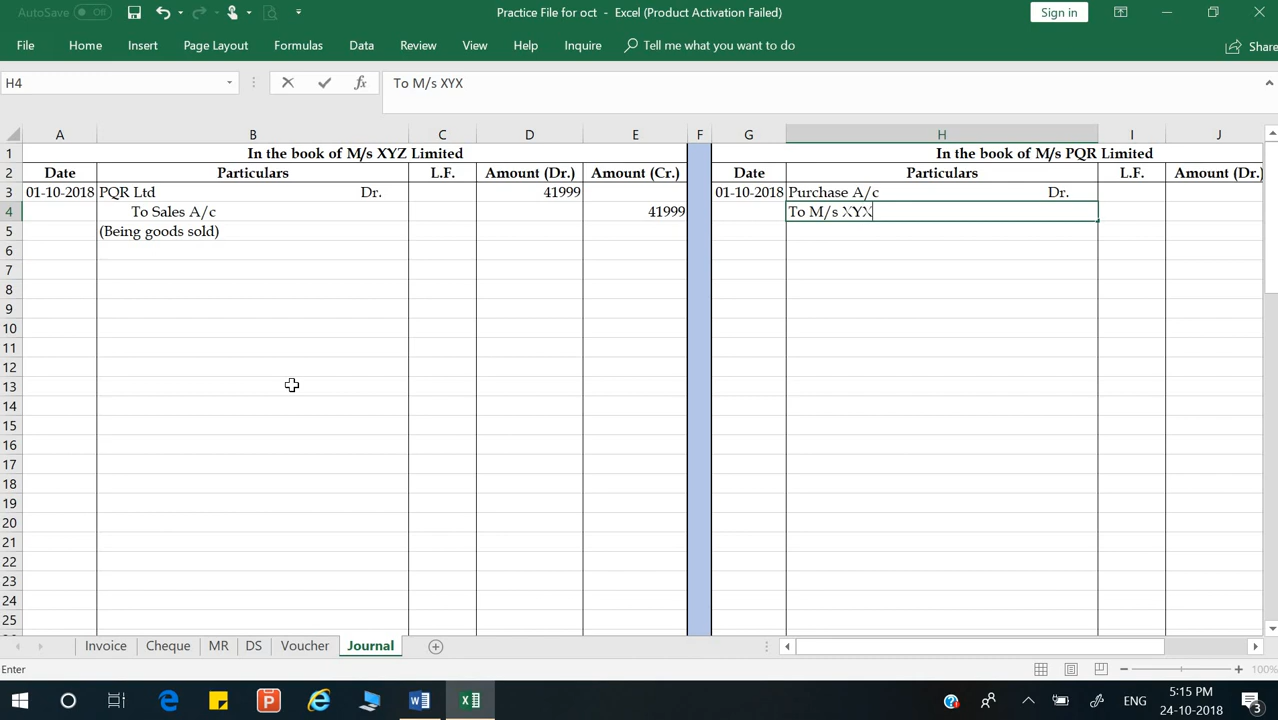 AutoSave Off
Practice File for oct - Excel (Product Activation Failed)
Sign in
File Home Insert Page Layout Formulas Data Review View Help Inquire Tell me what you want to do Share
H4 fx To M/s XYX
A B C D E F G H I J
1 In the book of M/s XYZ Limited In the book of M/s PQR Limited
2 Date Particulars L.F. Amount (Dr.) Amount (Cr.) Date Particulars L.F. Amount (Dr.)
3 01-10-2018 PQR Ltd Dr. 41999 01-10-2018 Purchase A/c Dr.
4 To Sales A/c 41999 To M/s XYX
5 (Being goods sold)
6
7
8
9
10
11
12
13
14
15
16
17
18
19
20
21
22
23
24
25
Invoice Cheque MR DS Voucher Journal
Enter 100%
ENG 5:15 PM
24-10-2018 3